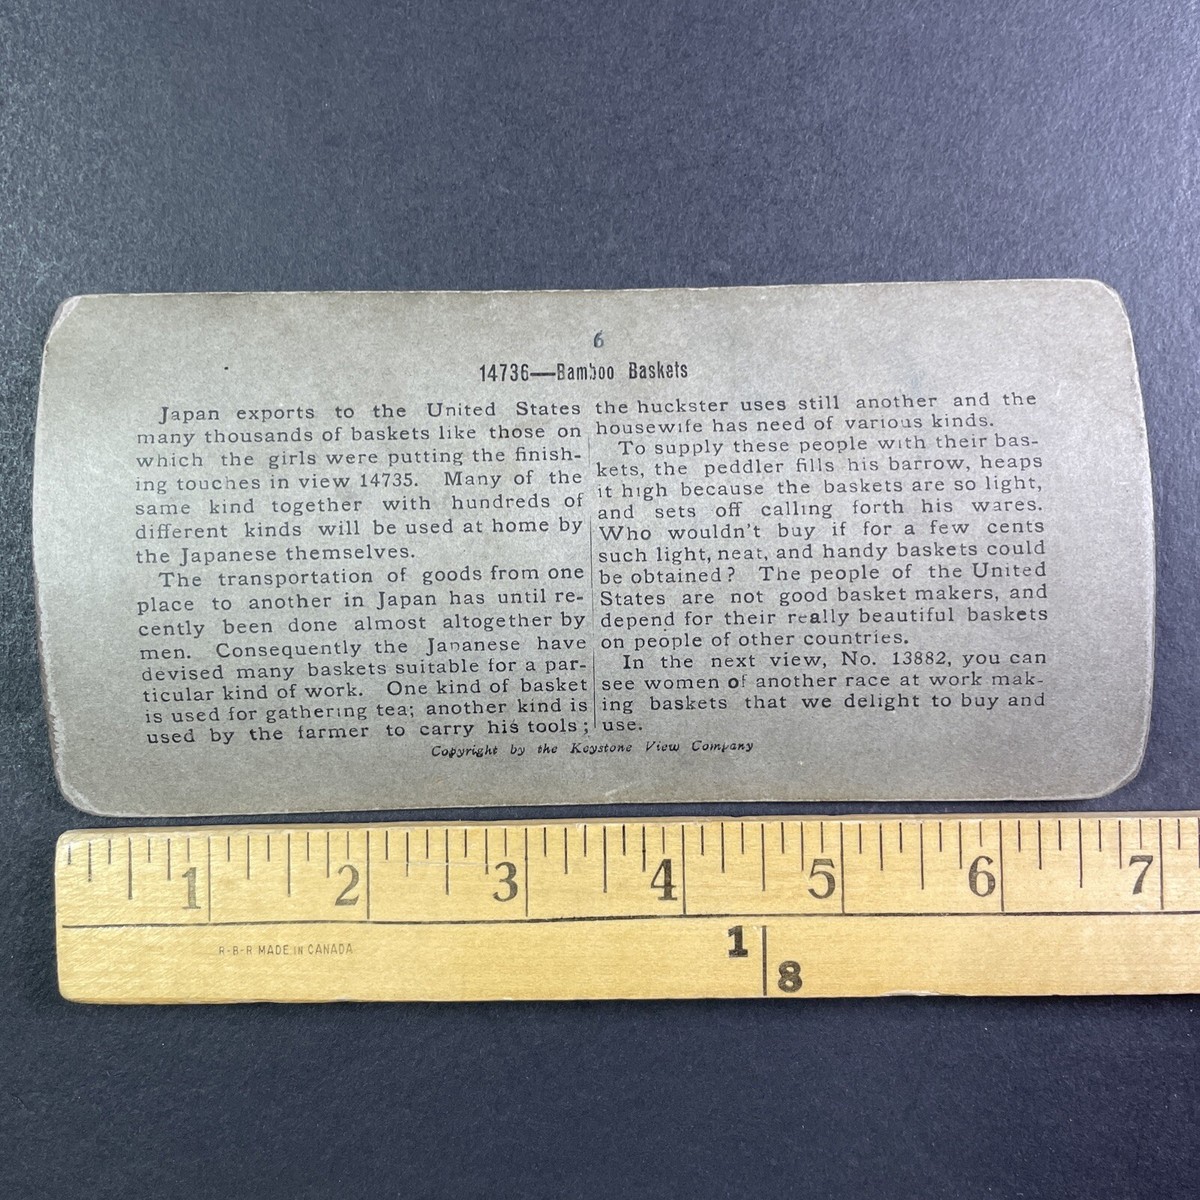 6
14736—Bamboo Baskets
Japan exports to the United States
many thousands of baskets like those on
which the girls were putting the finish-
ing touches in view 14735. Many of the
same kind together with hundreds of
different kinds will be used at home by
the Japanese themselves.
The transportation of goods from one
place to another in Japan has until re-
cently been done almost altogether by
men. Consequently the Japanese have
devised many baskets suitable for a par-
ticular kind of work. One kind of basket
is used for gathering tea; another kind is
used by the farmer to carry his tools;
the huckster uses still another and the
housewife has need of various kinds.
To supply these people with their bas-
kets, the peddler fills his barrow, heaps
it high because the baskets are so light,
and sets off calling forth his wares.
Who wouldn't buy if for a few cents
such light, neat, and handy baskets could
be obtained? The people of the United
States are not good basket makers, and
depend for their really beautiful baskets
on people of other countries.
In the next view, No. 13882, you can
see women of another race at work mak-
ing baskets that we delight to buy and
use.
Copyright by the Keystone View Company
1 2 3 4 5 6 7
R-B-R MADE IN CANADA
1
8